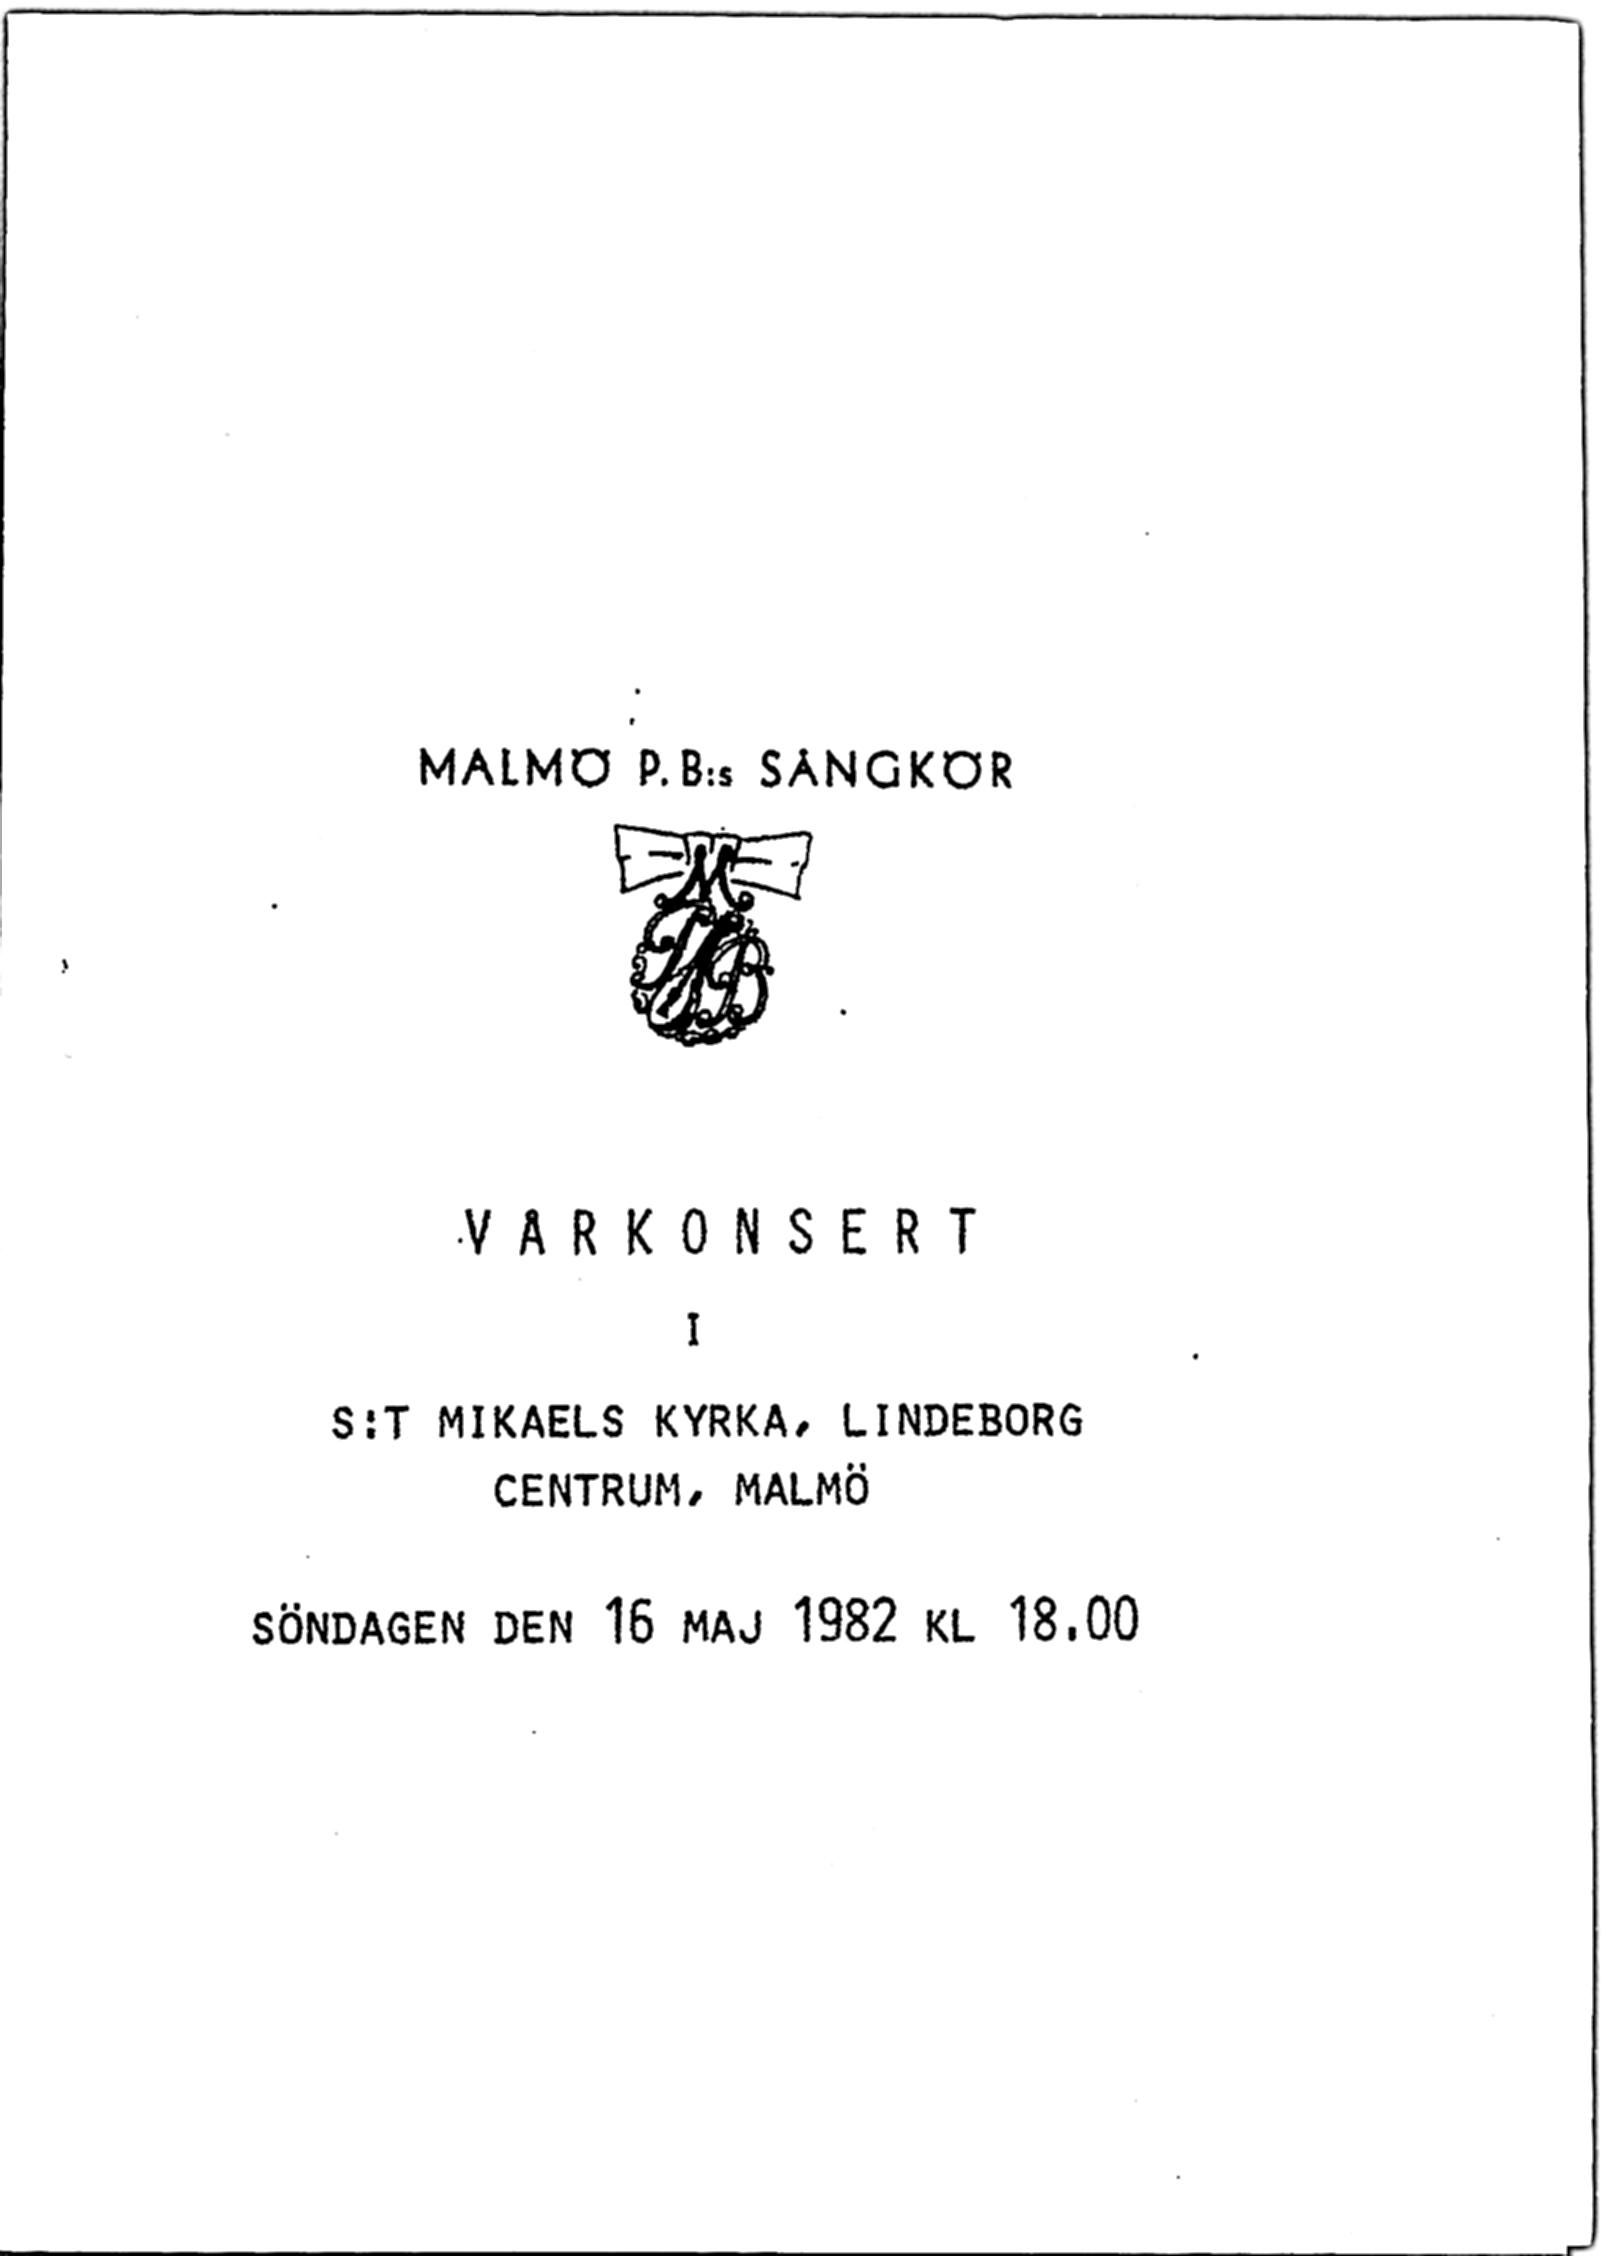 MALMÖ P.B:s SÅNGKÖR
VÅRKONSERT
I
S:T MIKAELS KYRKA, LINDEBORG
CENTRUM, MALMÖ
SÖNDAGEN DEN 16 MAJ 1982 KL 18.00